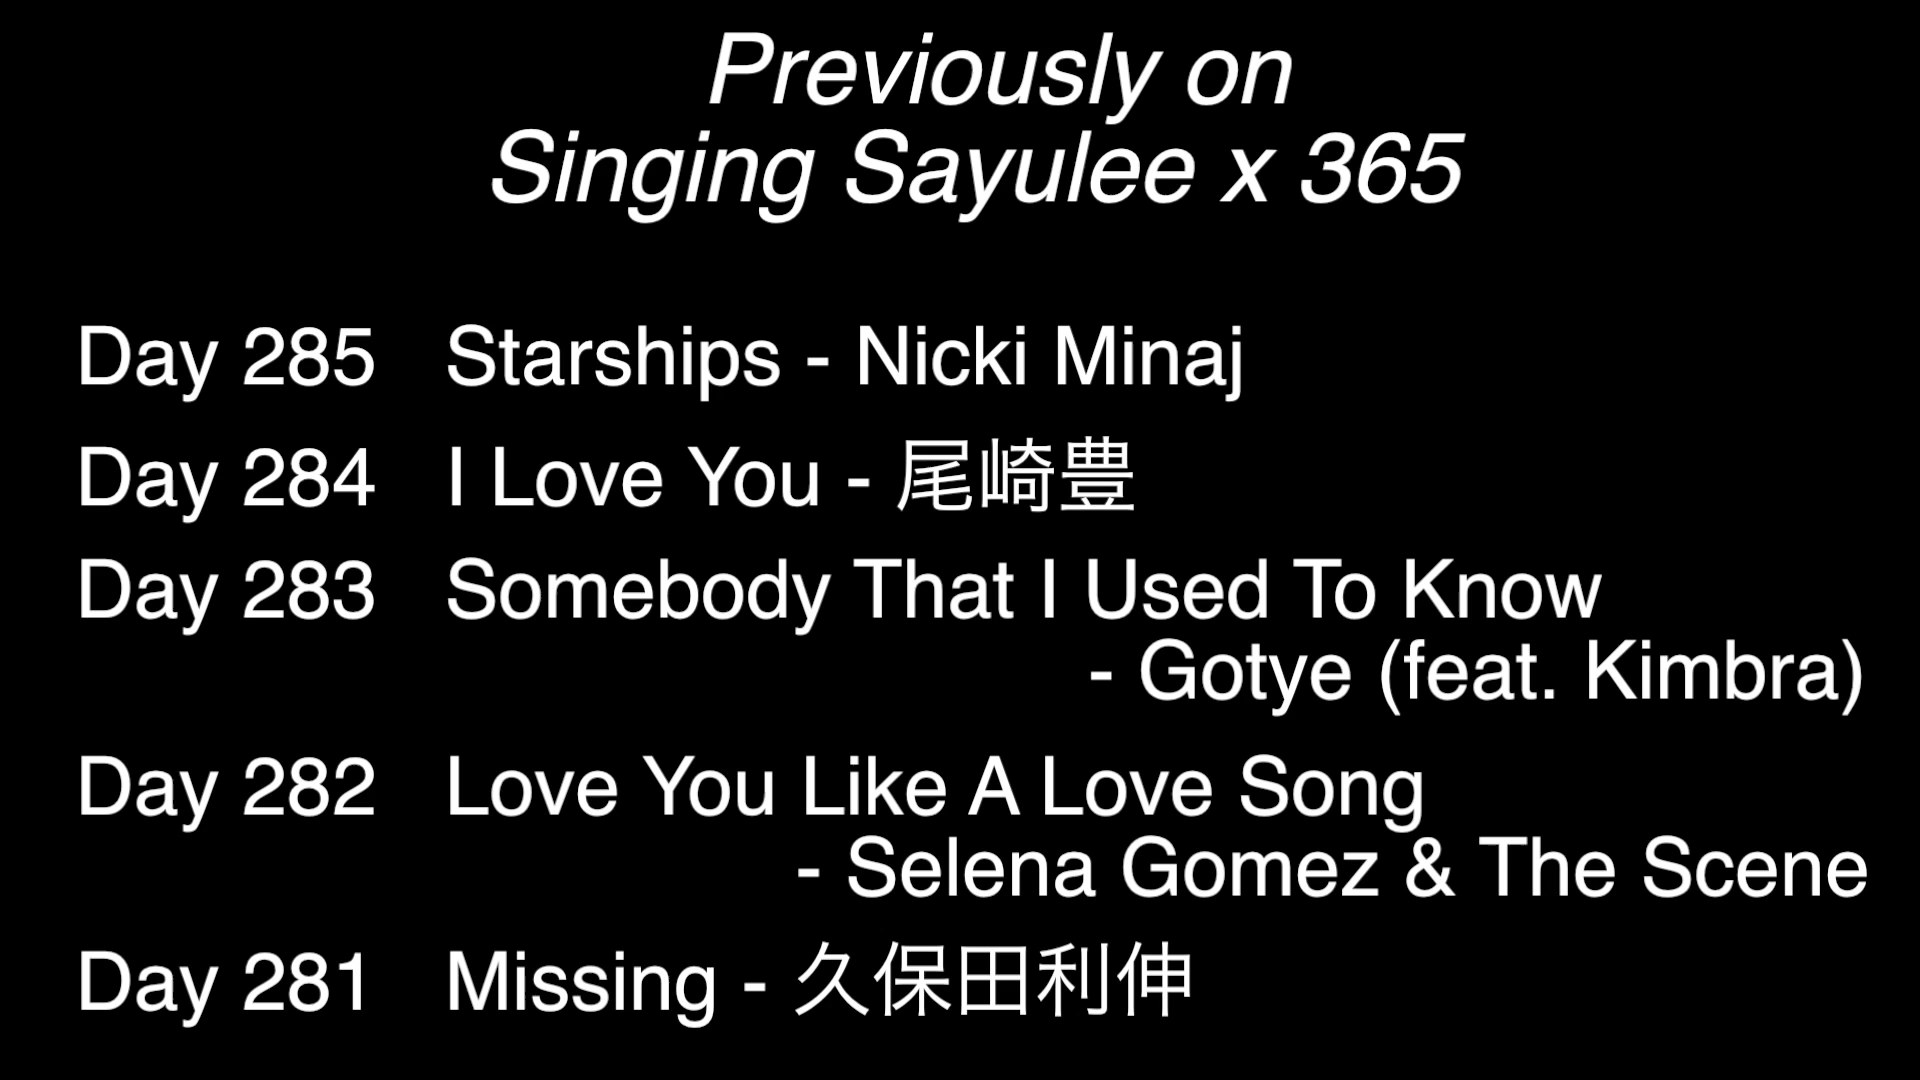 Previously on
Singing Sayulee x 365
Day 285 Starships - Nicki Minaj
Day 284 I Love You - 尾崎豊
Day 283 Somebody That I Used To Know
- Gotye (feat. Kimbra)
Day 282 Love You Like A Love Song
- Selena Gomez & The Scene
Day 281 Missing - 久保田利伸